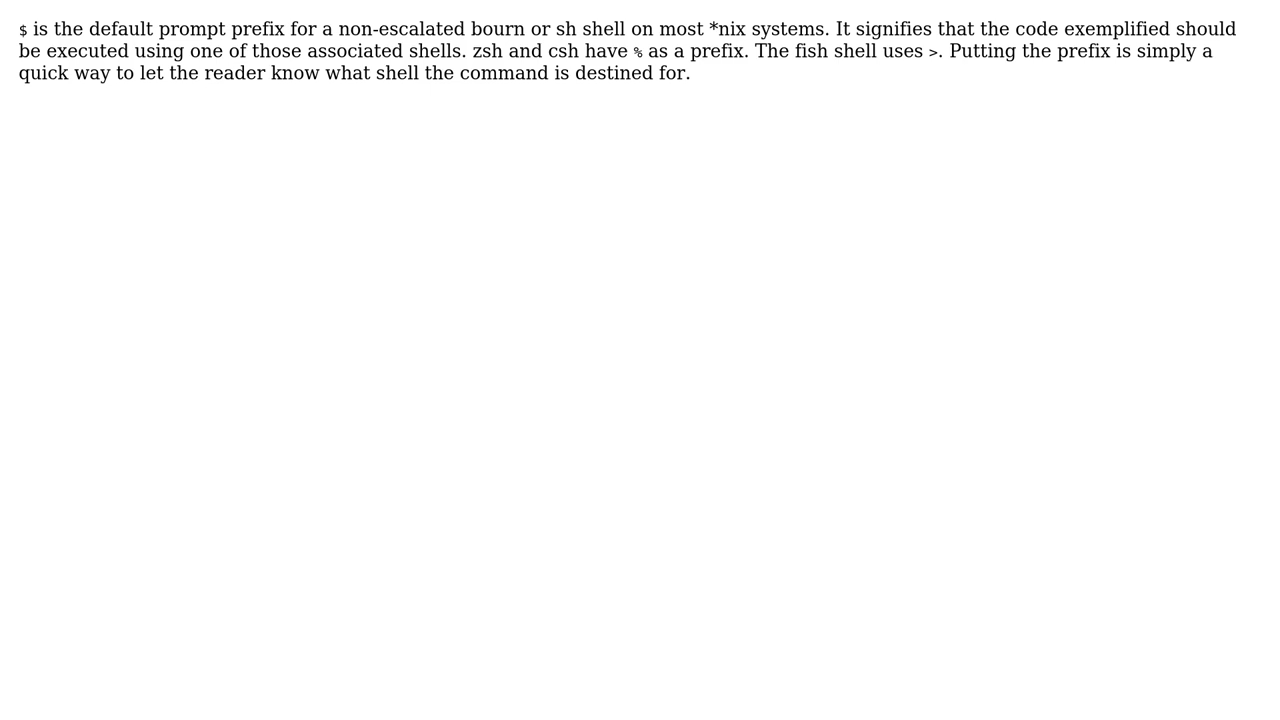 $ is the default prompt prefix for a non-escalated bourn or sh shell on most *nix systems. It signifies that the code exemplified should
be executed using one of those associated shells. zsh and csh have % as a prefix. The fish shell uses >. Putting the prefix is simply a
quick way to let the reader know what shell the command is destined for.